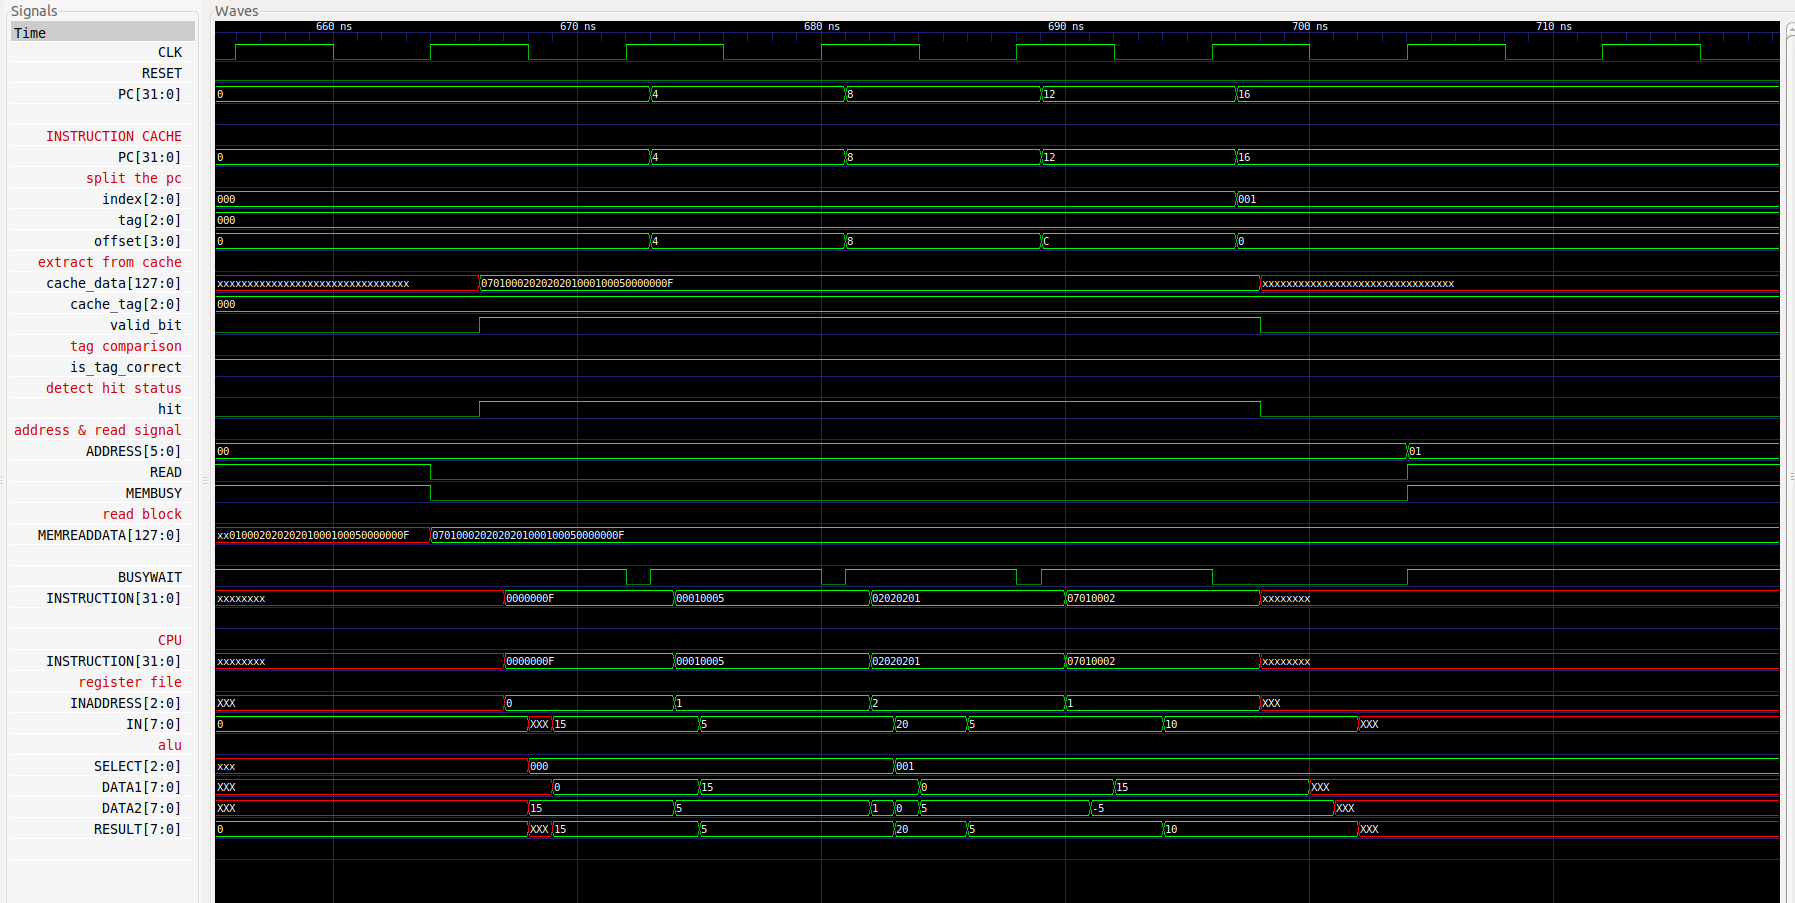 Signals Waves
Time 660 ns 670 ns 680 ns 690 ns 700 ns 710 ns
CLK
RESET
PC[31:0] 0 4 8 12 16
INSTRUCTION CACHE
PC[31:0] 0 4 8 12 16
split the pc
index[2:0] 000 001
tag[2:0] 000
offset[3:0] 0 4 8 C 0
extract from cache
cache_data[127:0] xxxxxxxxxxxxxxxxxxxxxxxxxxxxxxxx 0701000202020201000100050000000F xxxxxxxxxxxxxxxxxxxxxxxxxxxxxxxx
cache_tag[2:0] 000
valid_bit
tag comparison
is_tag_correct
detect hit status
hit
address & read signal
ADDRESS[5:0] 00 01
READ
MEMBUSY
read block
MEMREADDATA[127:0] xx01000202020201000100050000000F 0701000202020201000100050000000F
BUSYWAIT
INSTRUCTION[31:0] xxxxxxxx 0000000F 00010005 02020201 07010002 xxxxxxxx
CPU
INSTRUCTION[31:0] xxxxxxxx 0000000F 00010005 02020201 07010002 xxxxxxxx
register file
INADDRESS[2:0] XXX 0 1 2 1 XXX
IN[7:0] 0 XXX 15 5 20 5 10 XXX
alu
SELECT[2:0] xxx 000 001
DATA1[7:0] XXX 0 15 0 15 XXX
DATA2[7:0] XXX 15 5 1 0 5 -5 XXX
RESULT[7:0] 0 XXX 15 5 20 5 10 XXX